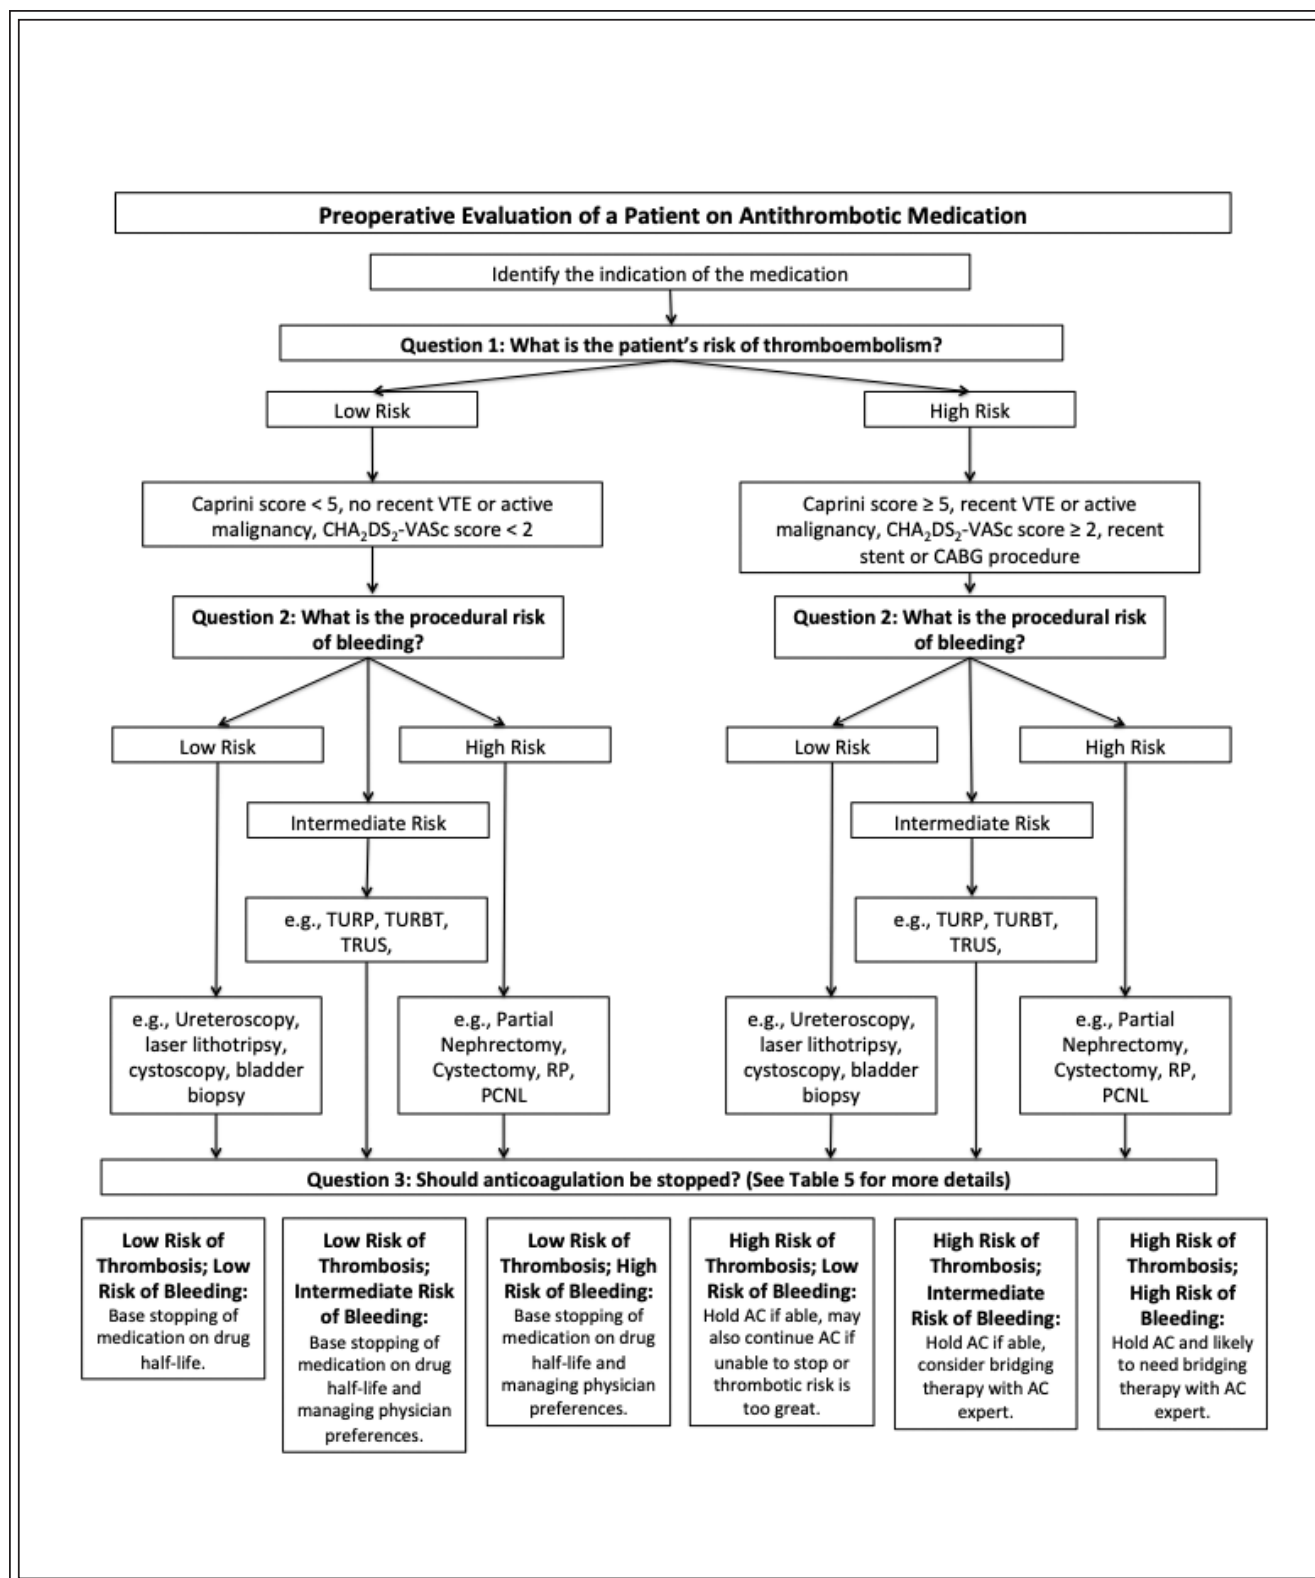 Preoperative Evaluation of a Patient on Antithrombotic Medication
Identify the indication of the medication
Question 1: What is the patient's risk of thromboembolism?
Low Risk
High Risk
Caprini score < 5, no recent VTE or active
malignancy, CHA₂DS₂-VASc score < 2
Caprini score ≥ 5, recent VTE or active
malignancy, CHA₂DS₂-VASc score ≥ 2, recent
stent or CABG procedure
Question 2: What is the procedural risk
of bleeding?
Question 2: What is the procedural risk
of bleeding?
Low Risk
High Risk
Low Risk
High Risk
Intermediate Risk
Intermediate Risk
e.g., TURP, TURBT,
TRUS,
e.g., TURP, TURBT,
TRUS,
e.g., Ureteroscopy,
laser lithotripsy,
cystoscopy, bladder
biopsy
e.g., Partial
Nephrectomy,
Cystectomy, RP,
PCNL
e.g., Ureteroscopy,
laser lithotripsy,
cystoscopy, bladder
biopsy
e.g., Partial
Nephrectomy,
Cystectomy, RP,
PCNL
Question 3: Should anticoagulation be stopped? (See Table 5 for more details)
Low Risk of
Thrombosis; Low
Risk of Bleeding:
Base stopping of
medication on drug
half-life.
Low Risk of
Thrombosis;
Intermediate Risk
of Bleeding:
Base stopping of
medication on drug
half-life and
managing physician
preferences.
Low Risk of
Thrombosis; High
Risk of Bleeding:
Base stopping of
medication on drug
half-life and
managing physician
preferences.
High Risk of
Thrombosis; Low
Risk of Bleeding:
Hold AC if able, may
also continue AC if
unable to stop or
thrombotic risk is
too great.
High Risk of
Thrombosis;
Intermediate
Risk of Bleeding:
Hold AC if able,
consider bridging
therapy with AC
expert.
High Risk of
Thrombosis;
High Risk of
Bleeding:
Hold AC and likely
to need bridging
therapy with AC
expert.